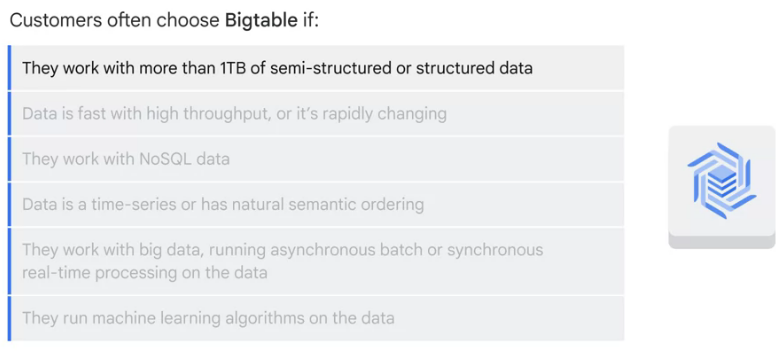 Customers often choose Bigtable if:
They work with more than 1TB of semi-structured or structured data
Data is fast with high throughput, or it's rapidly changing
They work with NoSQL data
Data is a time-series or has natural semantic ordering
They work with big data, running asynchronous batch or synchronous
real-time processing on the data
They run machine learning algorithms on the data